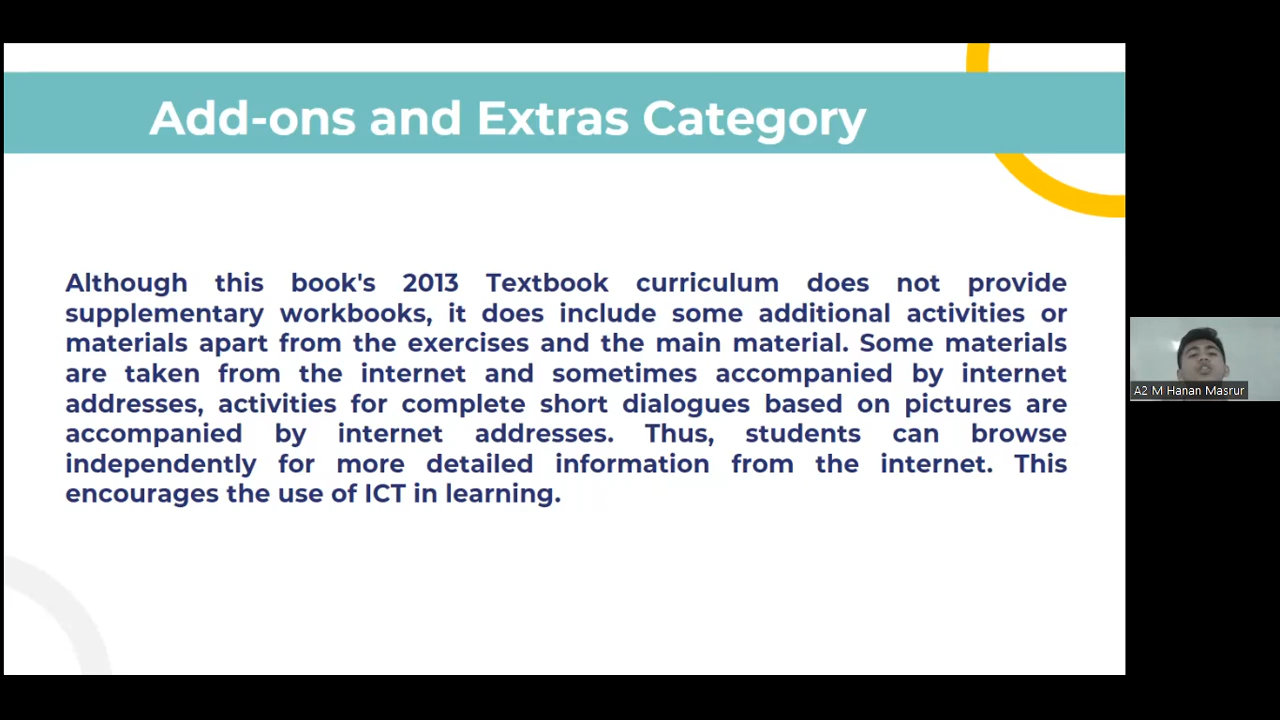 Add-ons and Extras Category
Although this book's 2013 Textbook curriculum does not provide
supplementary workbooks, it does include some additional activities or
materials apart from the exercises and the main material. Some materials
are taken from the internet and sometimes accompanied by internet
addresses, activities for complete short dialogues based on pictures are
accompanied by internet addresses. Thus, students can browse
independently for more detailed information from the internet. This
encourages the use of ICT in learning.
A2 M Hanan Masrur